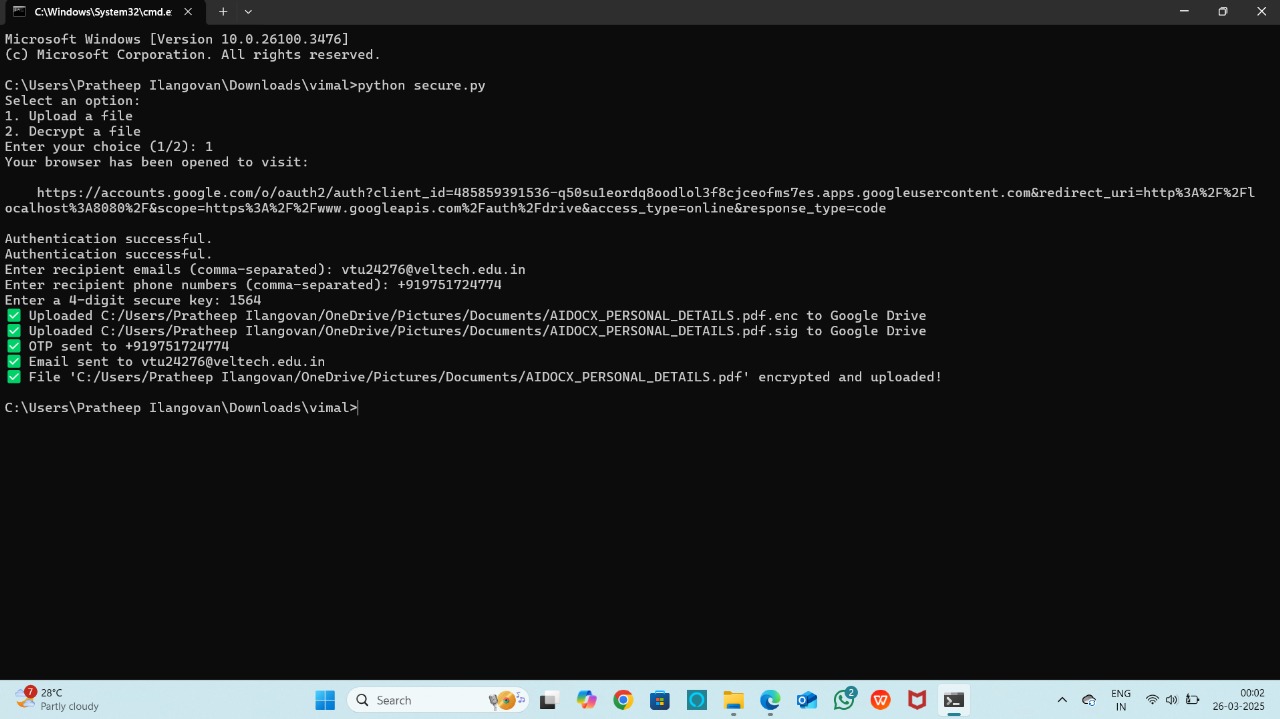 C:\Windows\System32\cmd.e
Microsoft Windows [Version 10.0.26100.3476]
(c) Microsoft Corporation. All rights reserved.
C:\Users\Pratheep Ilangovan\Downloads\vimal>python secure.py
Select an option:
1. Upload a file
2. Decrypt a file
Enter your choice (1/2): 1
Your browser has been opened to visit:
https://accounts.google.com/o/oauth2/auth?client_id=485859391536-q50su1eordq8oodlol3f8cjceofms7es.apps.googleusercontent.com&redirect_uri=http%3A%2F%2Fl
ocalhost%3A8080%2F&scope=https%3A%2F%2Fwww.googleapis.com%2Fauth%2Fdrive&access_type=online&response_type=code
Authentication successful.
Authentication successful.
Enter recipient emails (comma-separated): vtu24276@veltech.edu.in
Enter recipient phone numbers (comma-separated): +919751724774
Enter a 4-digit secure key: 1564
✅ Uploaded C:/Users/Pratheep Ilangovan/OneDrive/Pictures/Documents/AIDOCX_PERSONAL_DETAILS.pdf.enc to Google Drive
✅ Uploaded C:/Users/Pratheep Ilangovan/OneDrive/Pictures/Documents/AIDOCX_PERSONAL_DETAILS.pdf.sig to Google Drive
✅ OTP sent to +919751724774
✅ Email sent to vtu24276@veltech.edu.in
✅ File 'C:/Users/Pratheep Ilangovan/OneDrive/Pictures/Documents/AIDOCX_PERSONAL_DETAILS.pdf' encrypted and uploaded!
C:\Users\Pratheep Ilangovan\Downloads\vimal>
7
28°C
Partly cloudy
Search
2
ENG
IN
00:02
26-03-2025